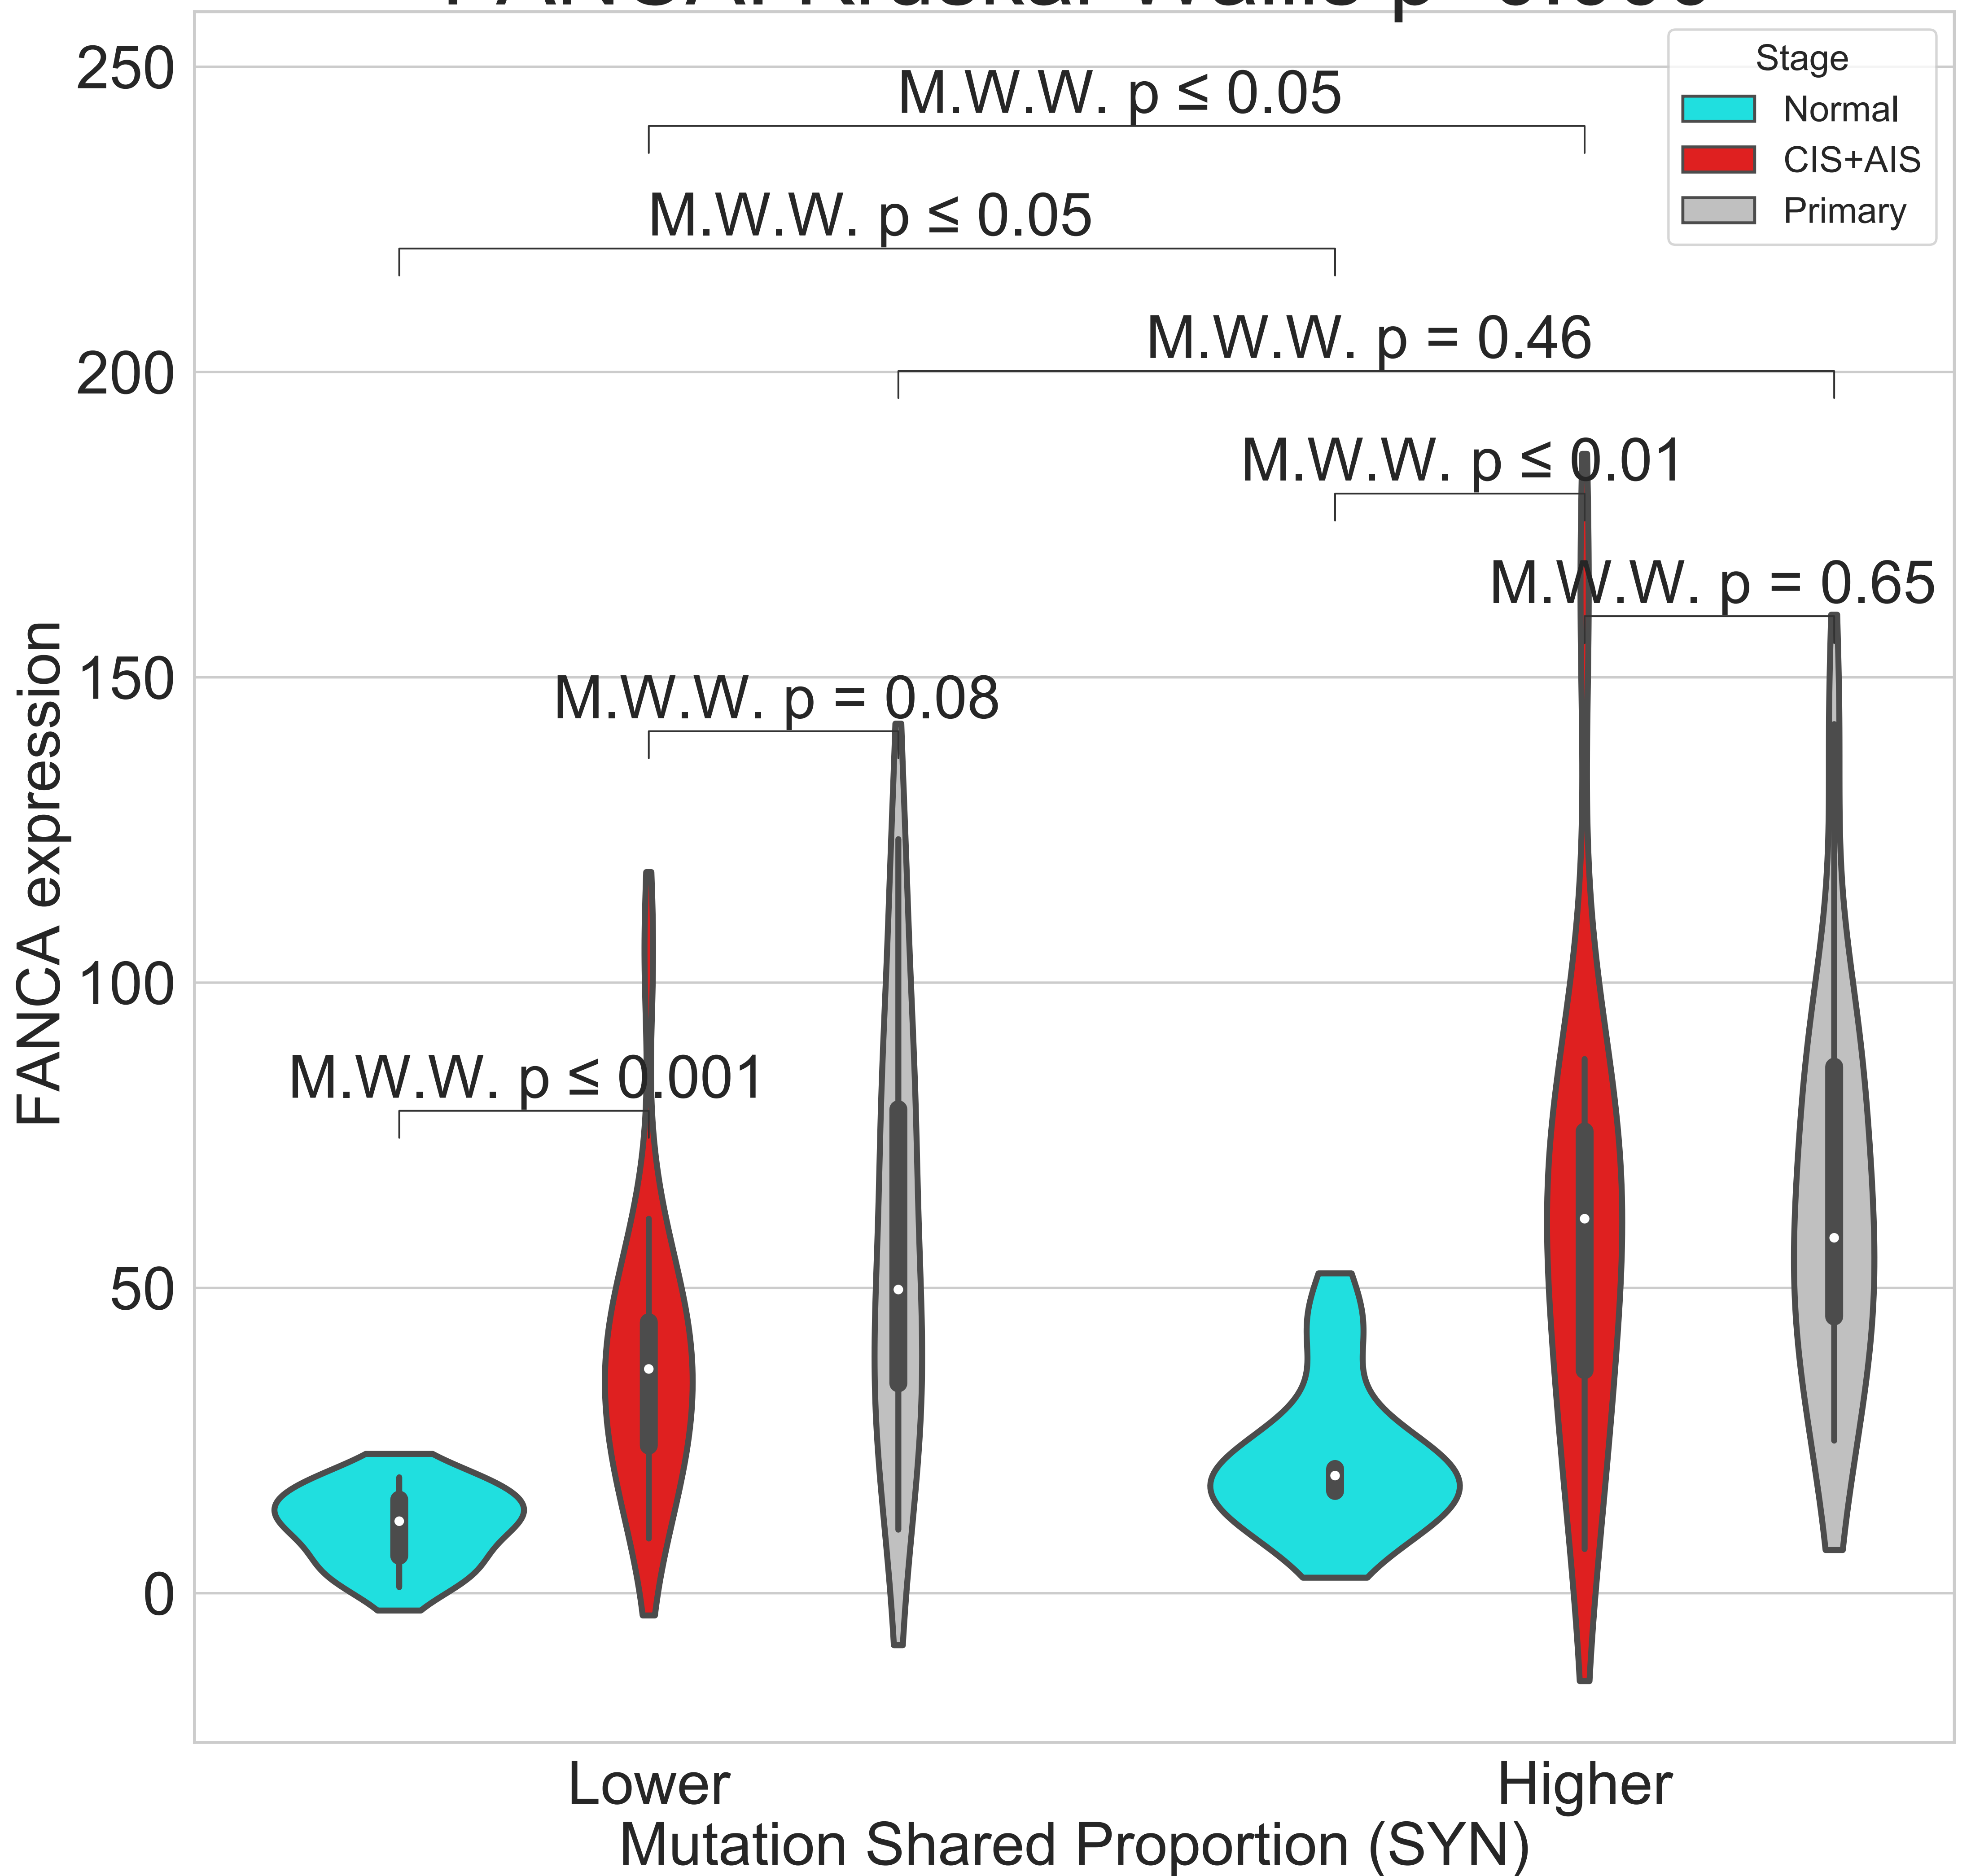 250
200
150
100
50
0
FANCA expression
Stage
Normal
CIS+AIS
Primary
M.W.W. p ≤ 0.05
M.W.W. p ≤ 0.05
M.W.W. p = 0.46
M.W.W. p ≤ 0.01
M.W.W. p = 0.65
M.W.W. p = 0.08
M.W.W. p ≤ 0.001
Lower
Higher
Mutation Shared Proportion (SYN)